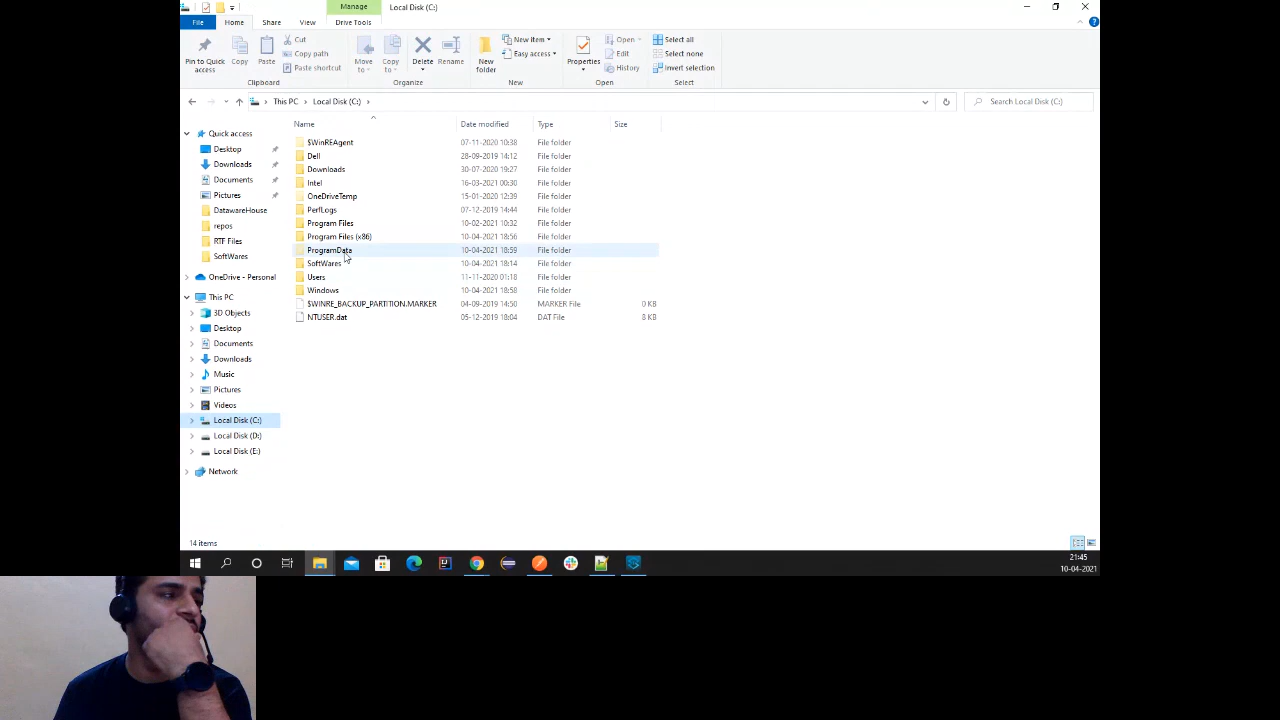 Manage
Local Disk (C:)
File
Home
Share
View
Drive Tools
Pin to Quick access
Copy
Paste
Cut
Copy path
Paste shortcut
Clipboard
Move to
Copy to
Delete
Rename
Organize
New folder
New item
Easy access
New
Properties
Open
Edit
History
Open
Select all
Select none
Invert selection
Select
This PC
Local Disk (C:)
Search Local Disk (C:)
Name
Date modified
Type
Size
Quick access
Desktop
Downloads
Documents
Pictures
DatawareHouse
repos
RTF Files
SoftWares
OneDrive - Personal
This PC
3D Objects
Desktop
Documents
Downloads
Music
Pictures
Videos
Local Disk (C:)
Local Disk (D:)
Local Disk (E:)
Network
$WinREAgent 07-11-2020 10:38 File folder
Dell 28-09-2019 14:12 File folder
Downloads 30-07-2020 19:27 File folder
Intel 16-03-2021 00:30 File folder
OneDriveTemp 15-01-2020 12:39 File folder
PerfLogs 07-12-2019 14:44 File folder
Program Files 10-02-2021 10:32 File folder
Program Files (x86) 10-04-2021 18:56 File folder
ProgramData 10-04-2021 18:59 File folder
SoftWares 10-04-2021 18:14 File folder
Users 11-11-2020 01:18 File folder
Windows 10-04-2021 18:58 File folder
$WINRE_BACKUP_PARTITION.MARKER 04-09-2019 14:50 MARKER File 0 KB
NTUSER.dat 05-12-2019 18:04 DAT File 8 KB
14 items
21:45
10-04-2021